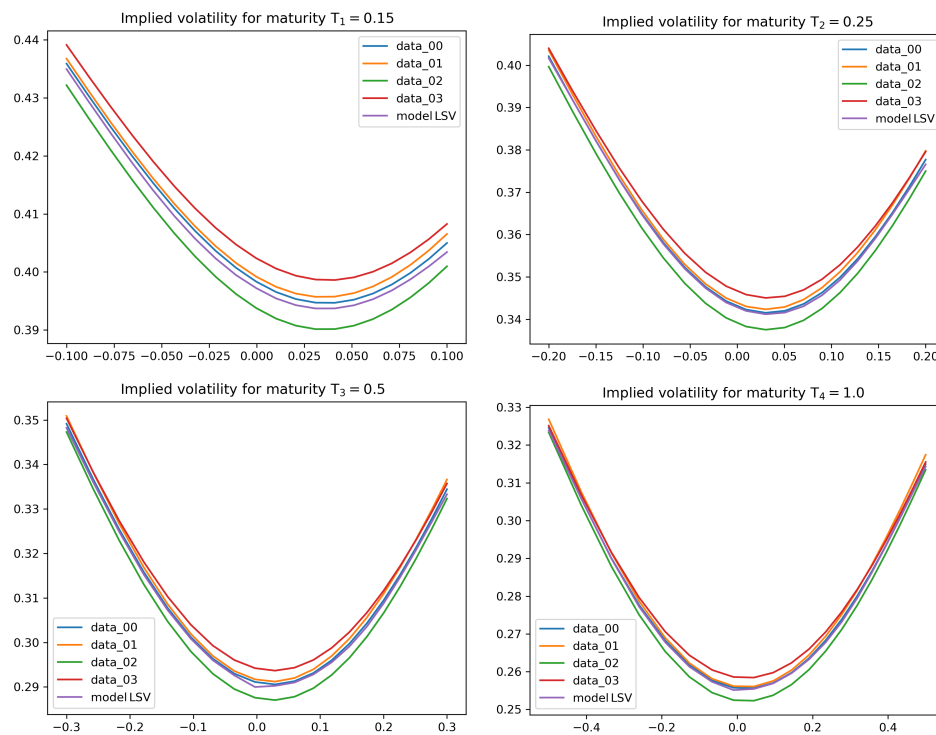 Implied volatility for maturity T₁ = 0.15
0.44
0.43
0.42
0.41
0.40
0.39
−0.100 −0.075 −0.050 −0.025 0.000 0.025 0.050 0.075 0.100
data_00
data_01
data_02
data_03
model LSV
Implied volatility for maturity T₂ = 0.25
0.40
0.39
0.38
0.37
0.36
0.35
0.34
−0.20 −0.15 −0.10 −0.05 0.00 0.05 0.10 0.15 0.20
data_00
data_01
data_02
data_03
model LSV
Implied volatility for maturity T₃ = 0.5
0.35
0.34
0.33
0.32
0.31
0.30
0.29
−0.3 −0.2 −0.1 0.0 0.1 0.2 0.3
data_00
data_01
data_02
data_03
model LSV
Implied volatility for maturity T₄ = 1.0
0.33
0.32
0.31
0.30
0.29
0.28
0.27
0.26
0.25
−0.4 −0.2 0.0 0.2 0.4
data_00
data_01
data_02
data_03
model LSV